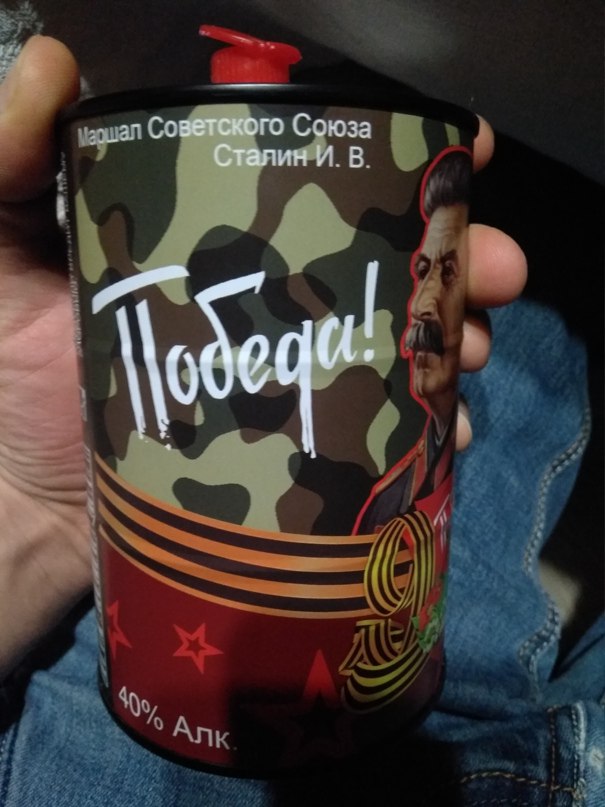 Маршал Советского Союза
Сталин И. В.
Победа!
9
40% Алк.